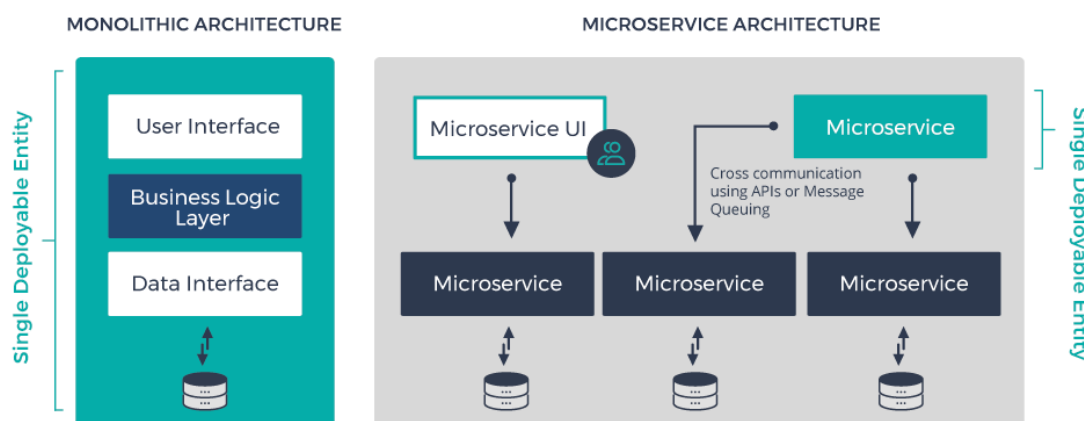 MONOLITHIC ARCHITECTURE
MICROSERVICE ARCHITECTURE
Single Deployable Entity
User Interface
Business Logic
Layer
Data Interface
Microservice UI
Microservice
Cross communication
using APIs or Message
Queuing
Microservice
Microservice
Microservice
Single Deployable Entity